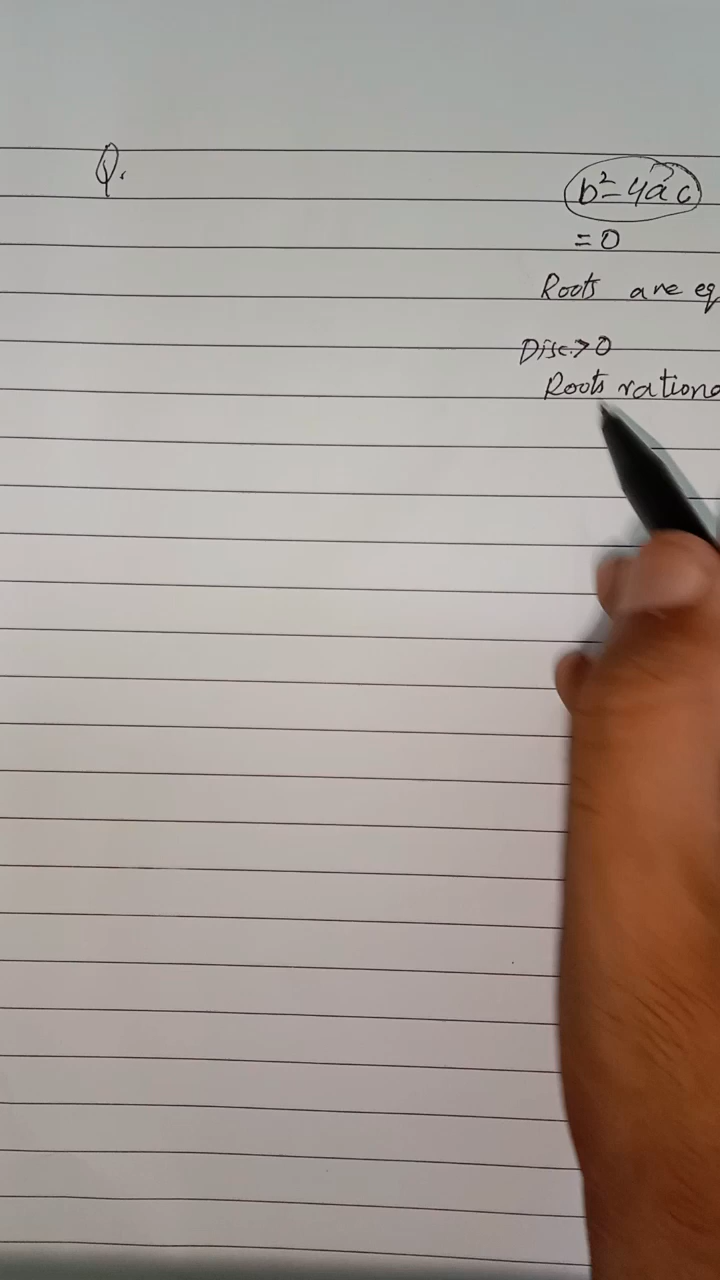 Q.
b²-4ac
=0
Roots are eq
Disc.>0
Roots rationa